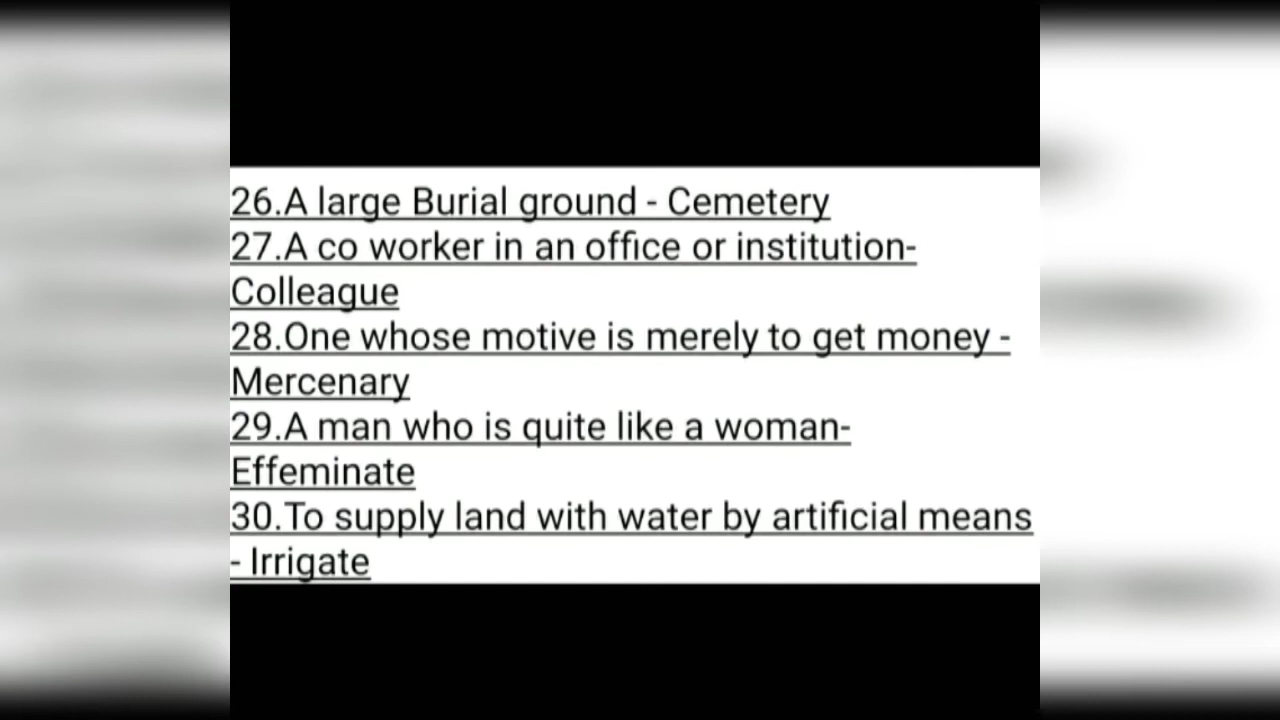 26.A large Burial ground - Cemetery
27.A co worker in an office or institution-
Colleague
28.One whose motive is merely to get money -
Mercenary
29.A man who is quite like a woman-
Effeminate
30.To supply land with water by artificial means
- Irrigate